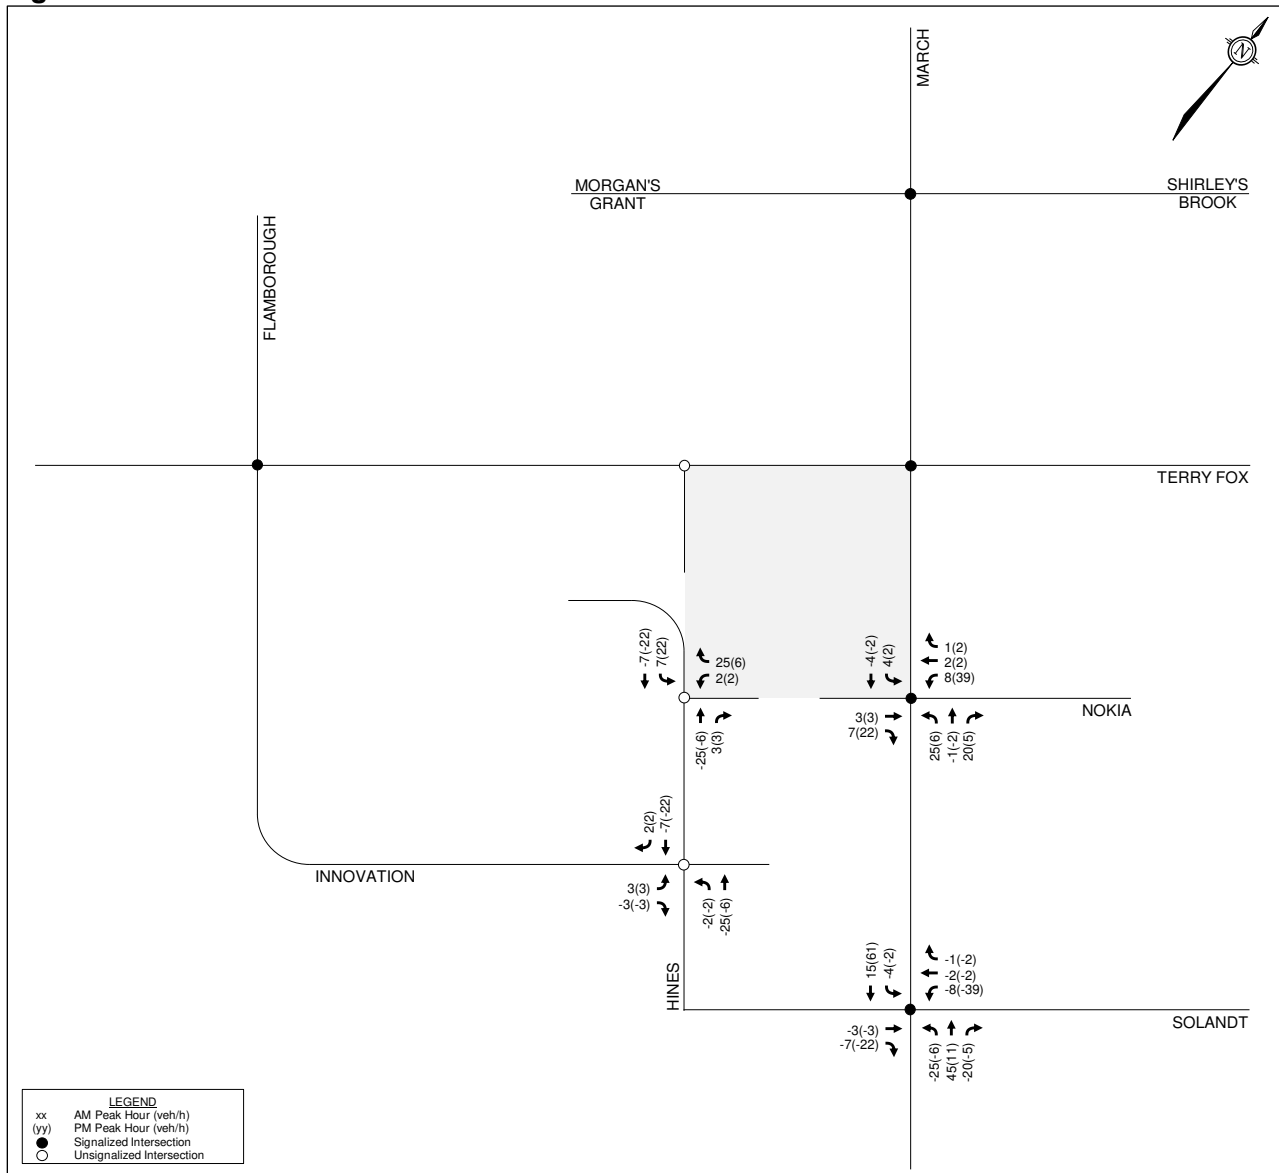 MARCH
N
MORGAN'S
GRANT
SHIRLEY'S
BROOK
FLAMBOROUGH
TERRY FOX
-7(-22)
7(22)
25(6)
2(2)
-25(-6)
3(3)
-4(-2)
4(2)
1(2)
2(2)
8(39)
NOKIA
3(3)
7(22)
25(6)
-1(-2)
20(5)
2(2)
-7(-22)
INNOVATION
3(3)
-3(-3)
-2(-2)
-25(-6)
HINES
15(61)
-4(-2)
-1(-2)
-2(-2)
-8(-39)
SOLANDT
-3(-3)
-7(-22)
-25(-6)
45(11)
-20(-5)
LEGEND
xx AM Peak Hour (veh/h)
(yy) PM Peak Hour (veh/h)
Signalized Intersection
Unsignalized Intersection